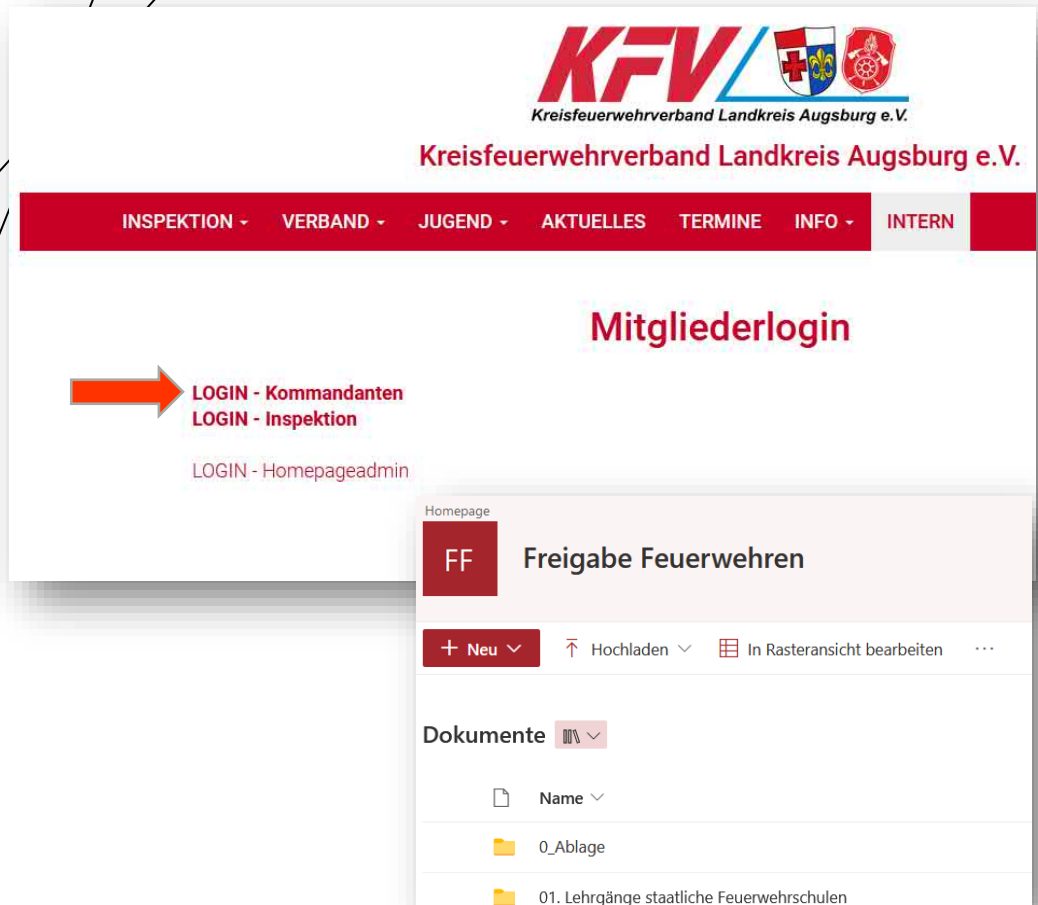 KFV
Kreisfeuerwehrverband Landkreis Augsburg e.V.
Kreisfeuerwehrverband Landkreis Augsburg e.V.
INSPEKTION VERBAND JUGEND AKTUELLES TERMINE INFO INTERN
Mitgliederlogin
LOGIN - Kommandanten
LOGIN - Inspektion
LOGIN - Homepageadmin
Homepage
FF Freigabe Feuerwehren
+ Neu Hochladen In Rasteransicht bearbeiten ...
Dokumente
Name
0_Ablage
01. Lehrgänge staatliche Feuerwehrschulen